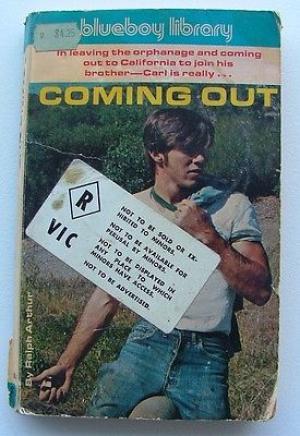 $4.35
blueboy library
In leaving the orphanage and coming
out to California to join his
brother—Carl is really . . .
COMING OUT
R
VIC
NOT TO BE SOLD OR EX-
HIBITED TO MINORS.
NOT TO BE AVAILABLE FOR
PERUSAL BY MINORS.
NOT TO BE DISPLAYED IN
ANY PLACE TO WHICH
MINORS HAVE ACCESS.
NOT TO BE ADVERTISED.
By Ralph Arthur